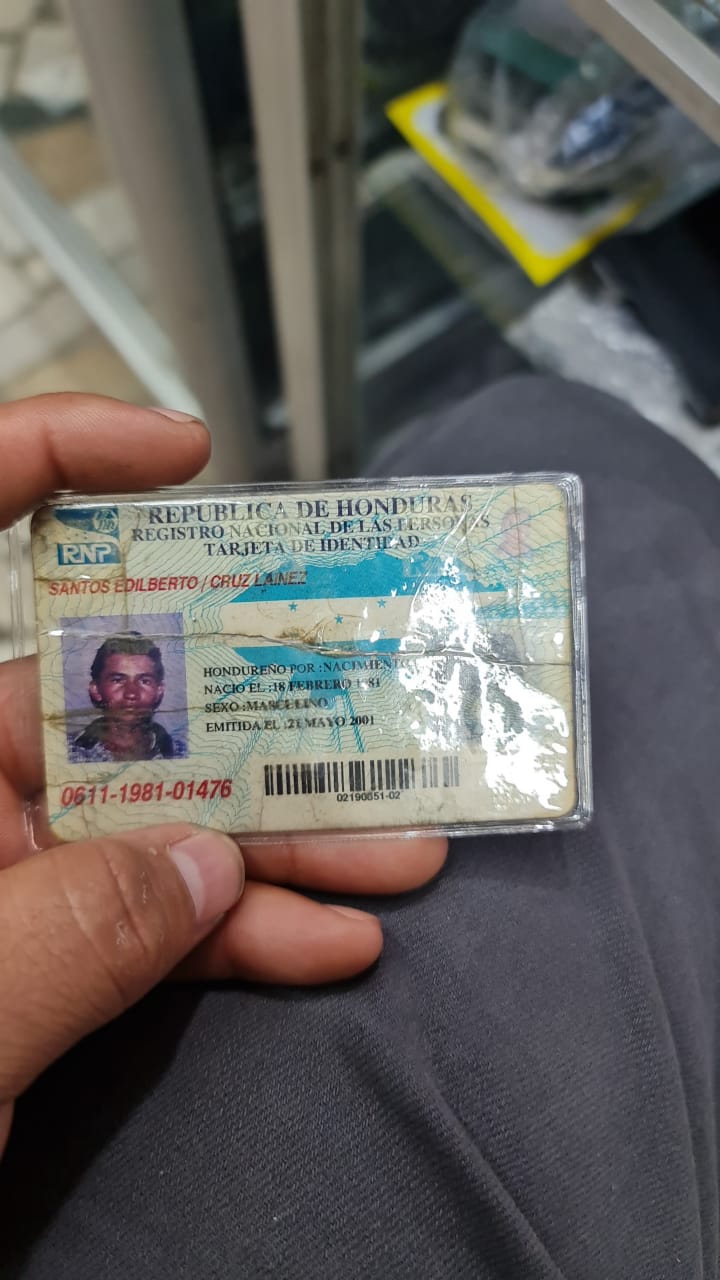 REPUBLICA DE HONDURAS
REGISTRO NACIONAL DE LAS PERSONAS
TARJETA DE IDENTIDAD
RNP
SANTOS EDILBERTO / CRUZ LAINEZ
HONDUREÑO POR :NACIMIENTO
NACIO EL :18 FEBRERO 1981
SEXO :MASCULINO
EMITIDA EL :21 MAYO 2001
0611-1981-01476
02190651-02